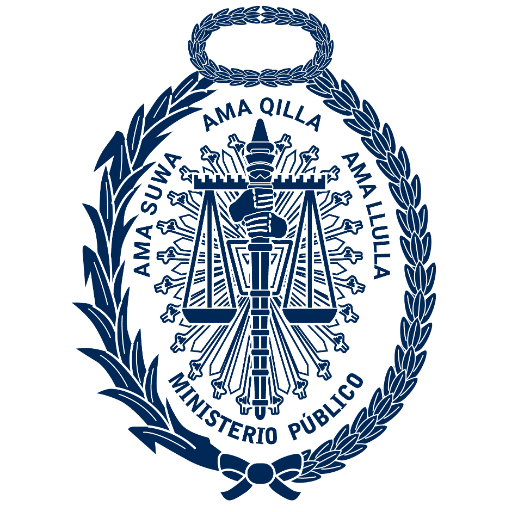 AMA SUWA
AMA QILLA
AMA LLULLA
MINISTERIO PÚBLICO